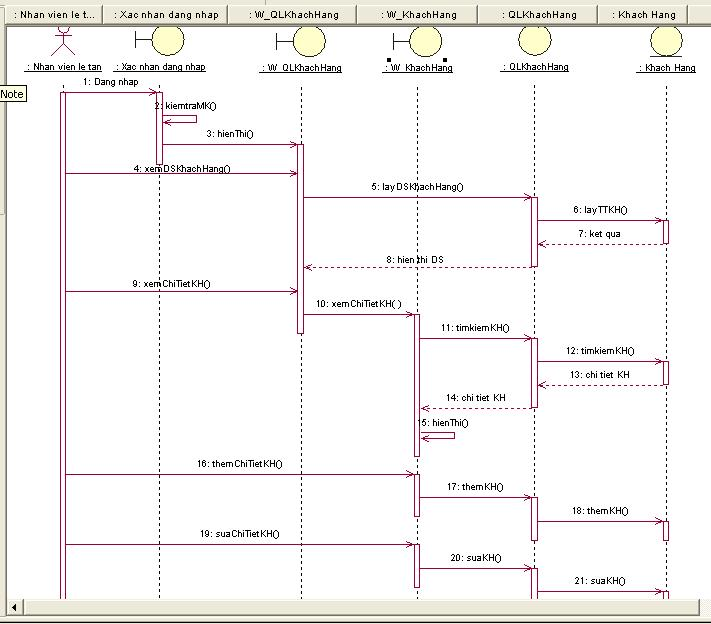 : Nhan vien le t...
: Xac nhan dang nhap
: W_QLKhachHang
: W_KhachHang
: QLKhachHang
: Khach Hang
: Nhan vien le tan
: Xac nhan dang nhap
: W_QLKhachHang
: W_KhachHang
: QLKhachHang
: Khach Hang
Note
1: Dang nhap
2: kiemtraMK()
3: hienThi()
4: xemDSKhachHang()
5: layDSKhachHang()
6: layTTKH()
7: ket qua
8: hien thi DS
9: xemChiTietKH()
10: xemChiTietKH( )
11: timkiemKH()
12: timkiemKH()
13: chi tiet KH
14: chi tiet KH
15: hienThi()
16: themChiTietKH()
17: themKH()
18: themKH()
19: suaChiTietKH()
20: suaKH()
21: suaKH()